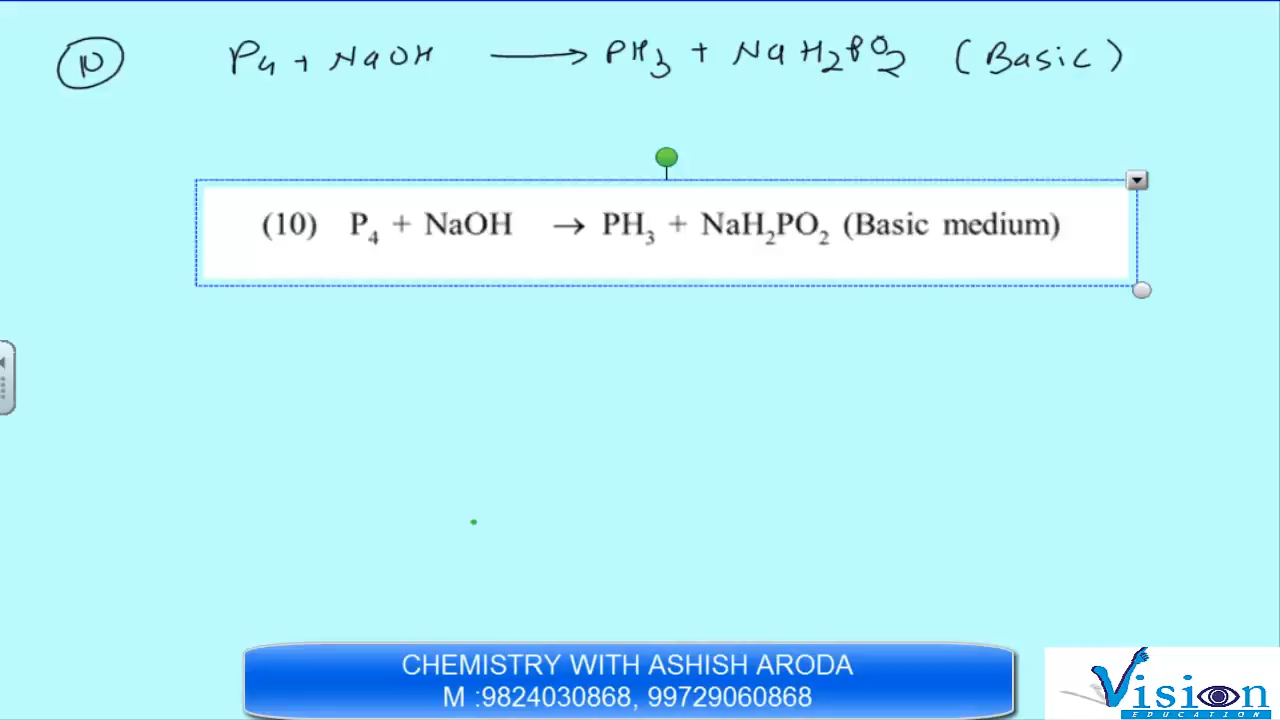 10 P4 + NaOH ⟶ PH3 + NaH2PO2 (Basic)
(10) P4 + NaOH → PH3 + NaH2PO2 (Basic medium)
CHEMISTRY WITH ASHISH ARODA
M :9824030868, 99729060868
Vision
EDUCATION